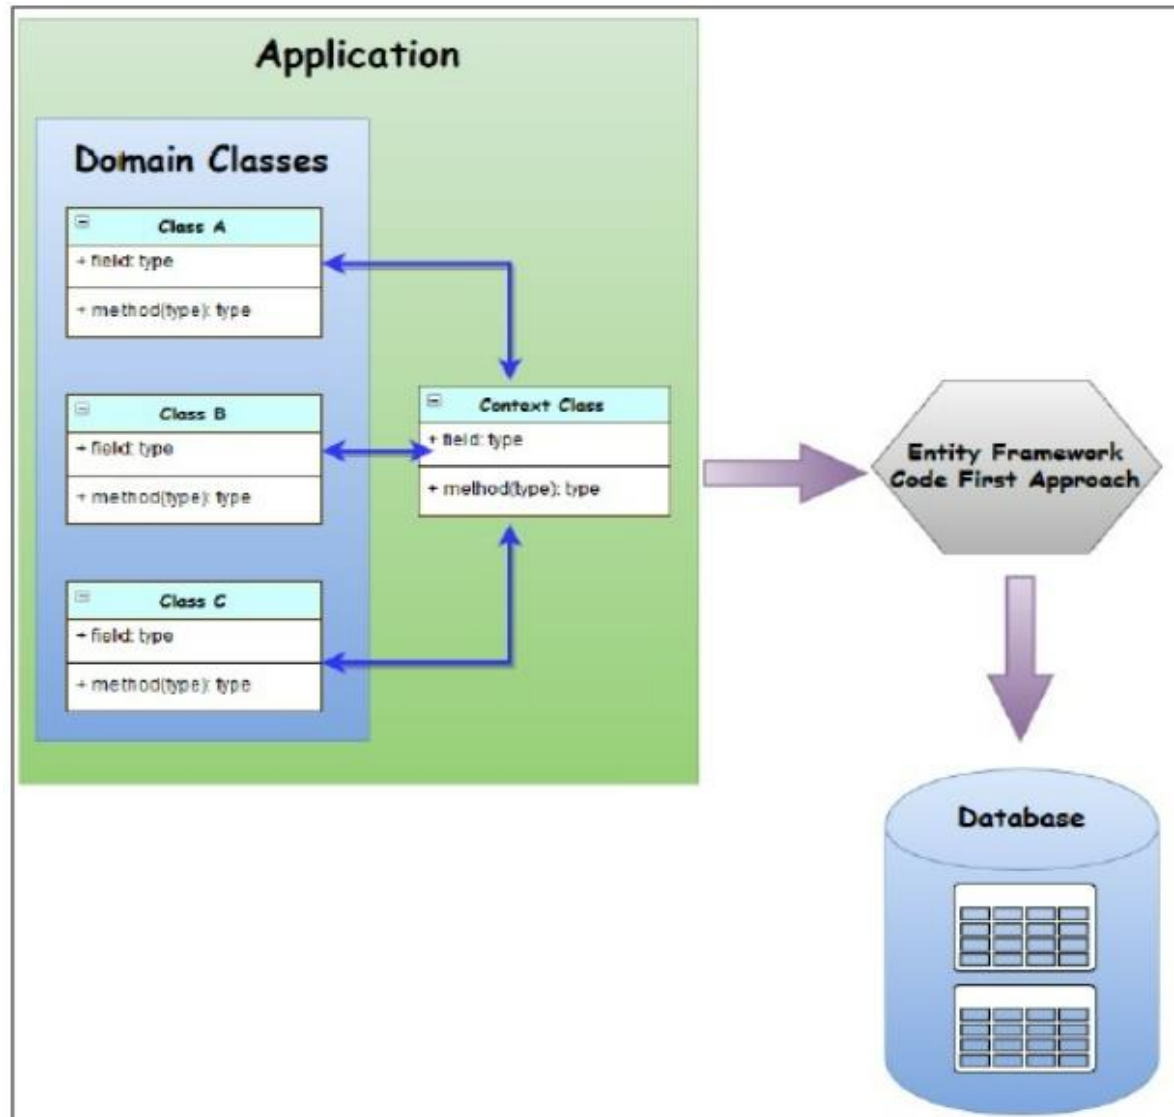 Application
Domain Classes
Class A
+ field: type
+ method(type): type
Class B
+ field: type
+ method(type): type
Class C
+ field: type
+ method(type): type
Context Class
+ field: type
+ method(type): type
Entity Framework
Code First Approach
Database